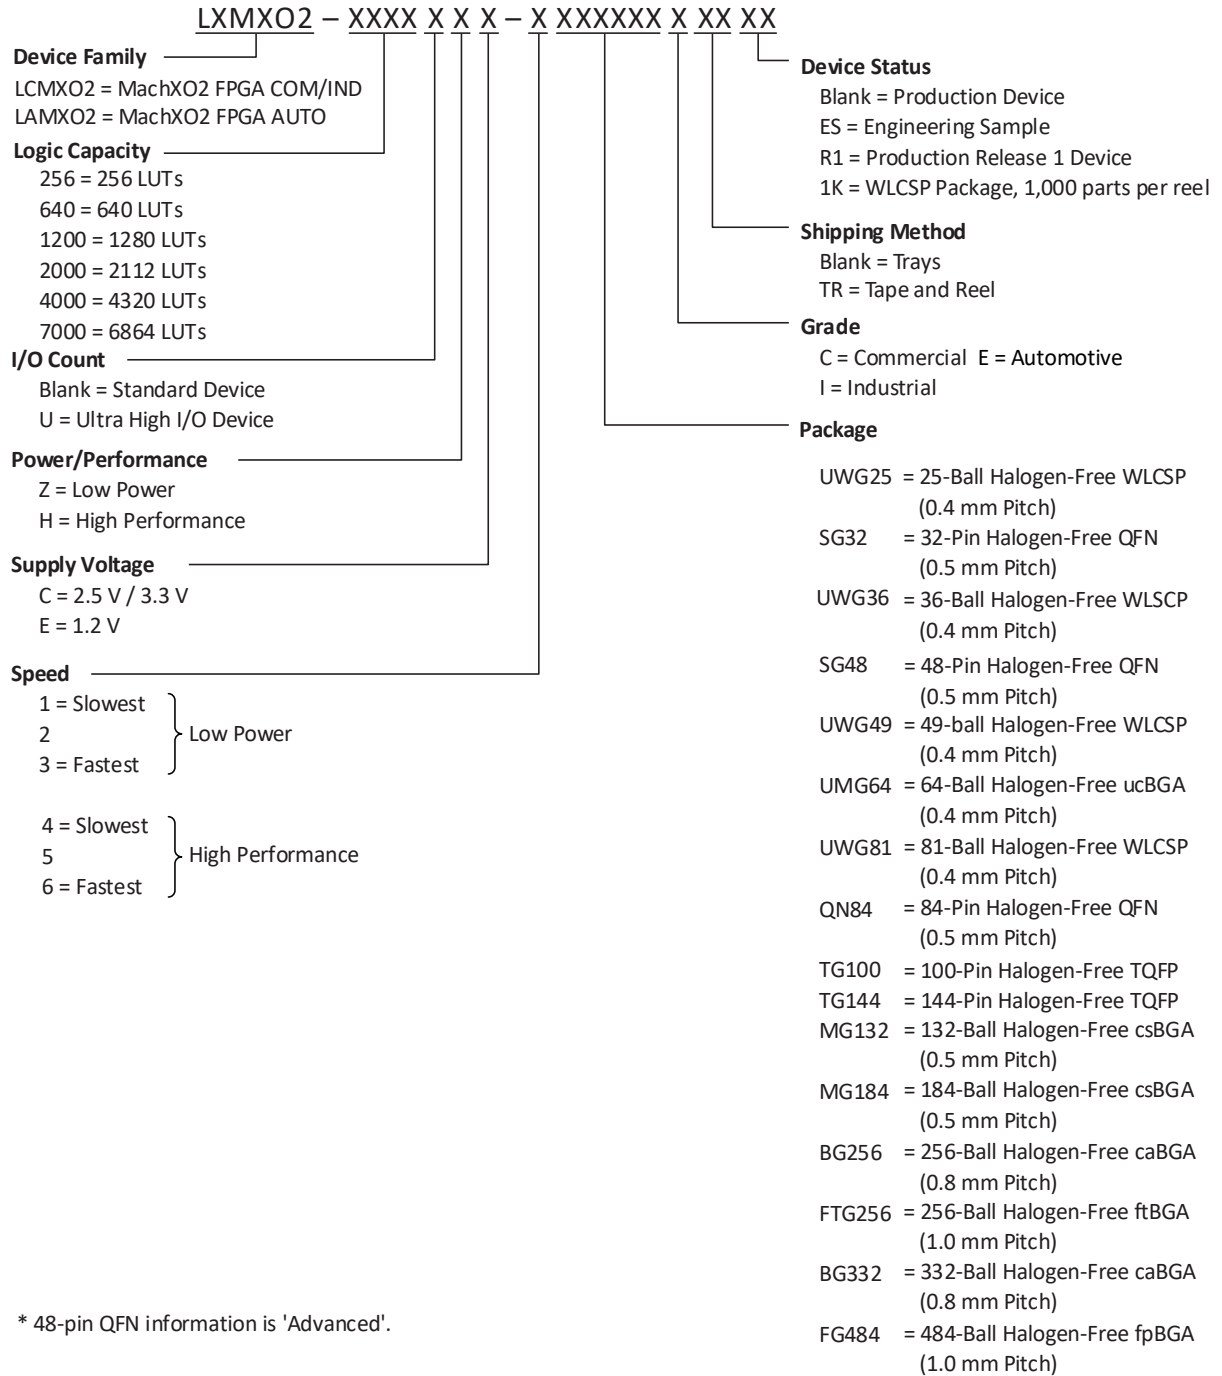 LXMXO2 – XXXX X X X – X XXXXXX X XX XX
Device Family
LCMXO2 = MachXO2 FPGA COM/IND
LAMXO2 = MachXO2 FPGA AUTO
Logic Capacity
256 = 256 LUTs
640 = 640 LUTs
1200 = 1280 LUTs
2000 = 2112 LUTs
4000 = 4320 LUTs
7000 = 6864 LUTs
I/O Count
Blank = Standard Device
U = Ultra High I/O Device
Power/Performance
Z = Low Power
H = High Performance
Supply Voltage
C = 2.5 V / 3.3 V
E = 1.2 V
Speed
1 = Slowest
2
3 = Fastest
Low Power
4 = Slowest
5
6 = Fastest
High Performance
* 48-pin QFN information is 'Advanced'.
Device Status
Blank = Production Device
ES = Engineering Sample
R1 = Production Release 1 Device
1K = WLCSP Package, 1,000 parts per reel
Shipping Method
Blank = Trays
TR = Tape and Reel
Grade
C = Commercial E = Automotive
I = Industrial
Package
UWG25 = 25-Ball Halogen-Free WLCSP
(0.4 mm Pitch)
SG32 = 32-Pin Halogen-Free QFN
(0.5 mm Pitch)
UWG36 = 36-Ball Halogen-Free WLSCP
(0.4 mm Pitch)
SG48 = 48-Pin Halogen-Free QFN
(0.5 mm Pitch)
UWG49 = 49-ball Halogen-Free WLCSP
(0.4 mm Pitch)
UMG64 = 64-Ball Halogen-Free ucBGA
(0.4 mm Pitch)
UWG81 = 81-Ball Halogen-Free WLCSP
(0.4 mm Pitch)
QN84 = 84-Pin Halogen-Free QFN
(0.5 mm Pitch)
TG100 = 100-Pin Halogen-Free TQFP
TG144 = 144-Pin Halogen-Free TQFP
MG132 = 132-Ball Halogen-Free csBGA
(0.5 mm Pitch)
MG184 = 184-Ball Halogen-Free csBGA
(0.5 mm Pitch)
BG256 = 256-Ball Halogen-Free caBGA
(0.8 mm Pitch)
FTG256 = 256-Ball Halogen-Free ftBGA
(1.0 mm Pitch)
BG332 = 332-Ball Halogen-Free caBGA
(0.8 mm Pitch)
FG484 = 484-Ball Halogen-Free fpBGA
(1.0 mm Pitch)